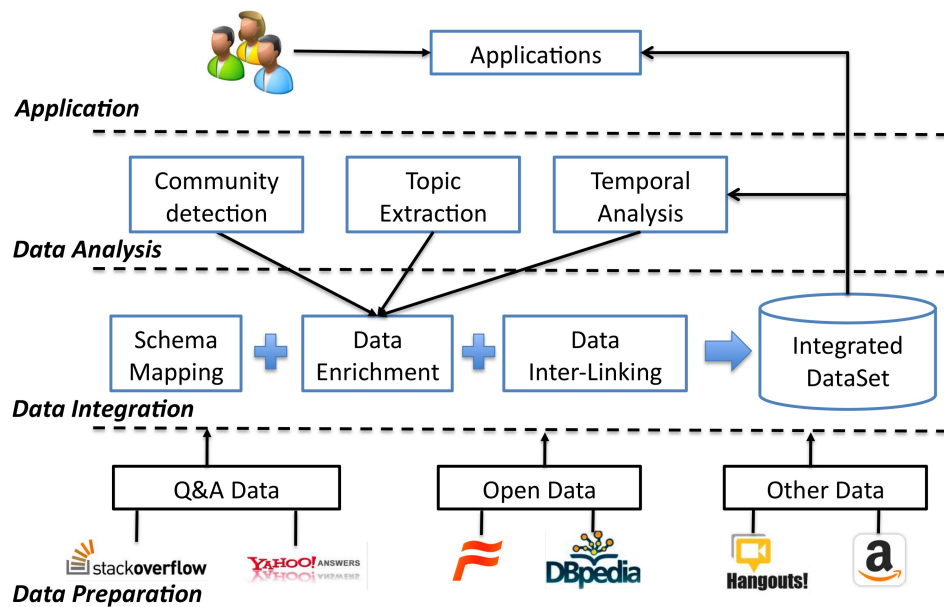 Applications
Application
Community
detection
Topic
Extraction
Temporal
Analysis
Data Analysis
Schema
Mapping
Data
Enrichment
Data
Inter-Linking
Integrated
DataSet
Data Integration
Q&A Data
Open Data
Other Data
stackoverflow
YAHOO! ANSWERS
DBpedia
Hangouts!
a
Data Preparation